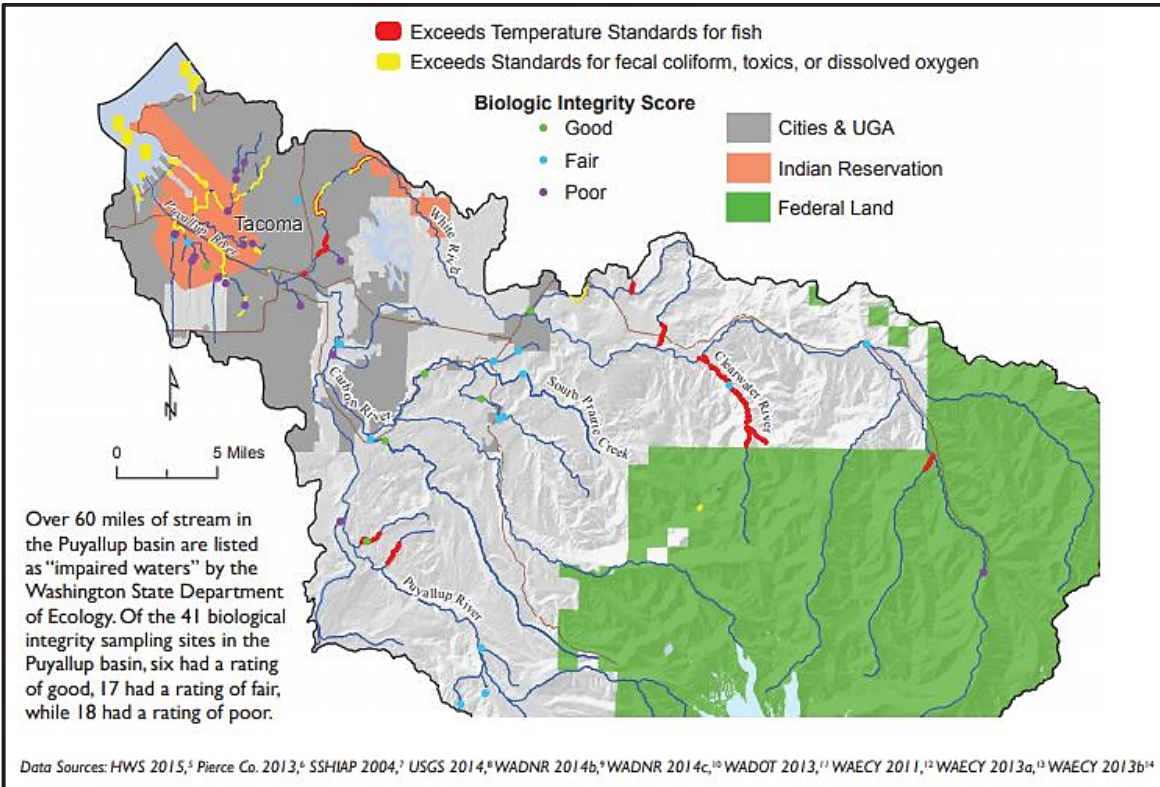 Exceeds Temperature Standards for fish
Exceeds Standards for fecal coliform, toxics, or dissolved oxygen
Biologic Integrity Score
Good
Fair
Poor
Cities & UGA
Indian Reservation
Federal Land
Tacoma
Puyallup River
White River
Clearwater River
Carbon River
South Prairie Creek
Puyallup River
N
0 5 Miles
Over 60 miles of stream in
the Puyallup basin are listed
as “impaired waters” by the
Washington State Department
of Ecology. Of the 41 biological
integrity sampling sites in the
Puyallup basin, six had a rating
of good, 17 had a rating of fair,
while 18 had a rating of poor.
Data Sources: HWS 2015,⁵ Pierce Co. 2013,⁶ SSHIAP 2004,⁷ USGS 2014,⁸ WADNR 2014b,⁹ WADNR 2014c,¹⁰ WADOT 2013,¹¹ WAECY 2011,¹² WAECY 2013a,¹³ WAECY 2013b¹⁴